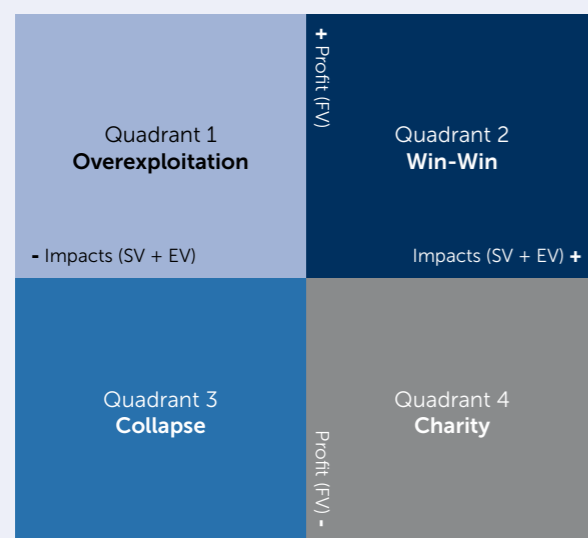 + Profit (FV)
Quadrant 1
Overexploitation
Quadrant 2
Win-Win
- Impacts (SV + EV)
Impacts (SV + EV) +
Quadrant 3
Collapse
Quadrant 4
Charity
Profit (FV) -